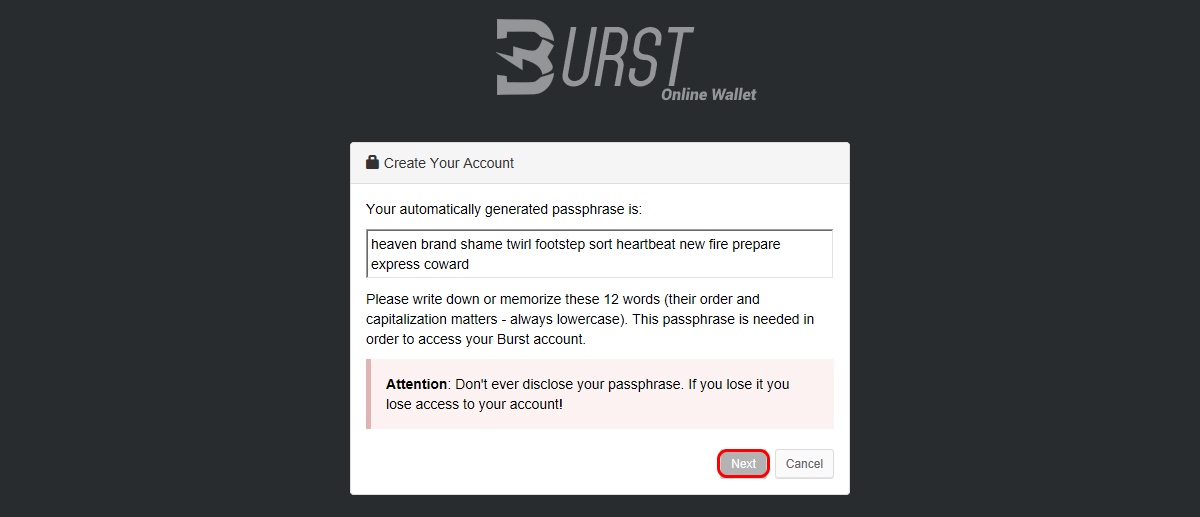 BURST
Online Wallet
Create Your Account
Your automatically generated passphrase is:
heaven brand shame twirl footstep sort heartbeat new fire prepare
express coward
Please write down or memorize these 12 words (their order and
capitalization matters - always lowercase). This passphrase is needed in
order to access your Burst account.
Attention: Don't ever disclose your passphrase. If you lose it you
lose access to your account!
Next Cancel